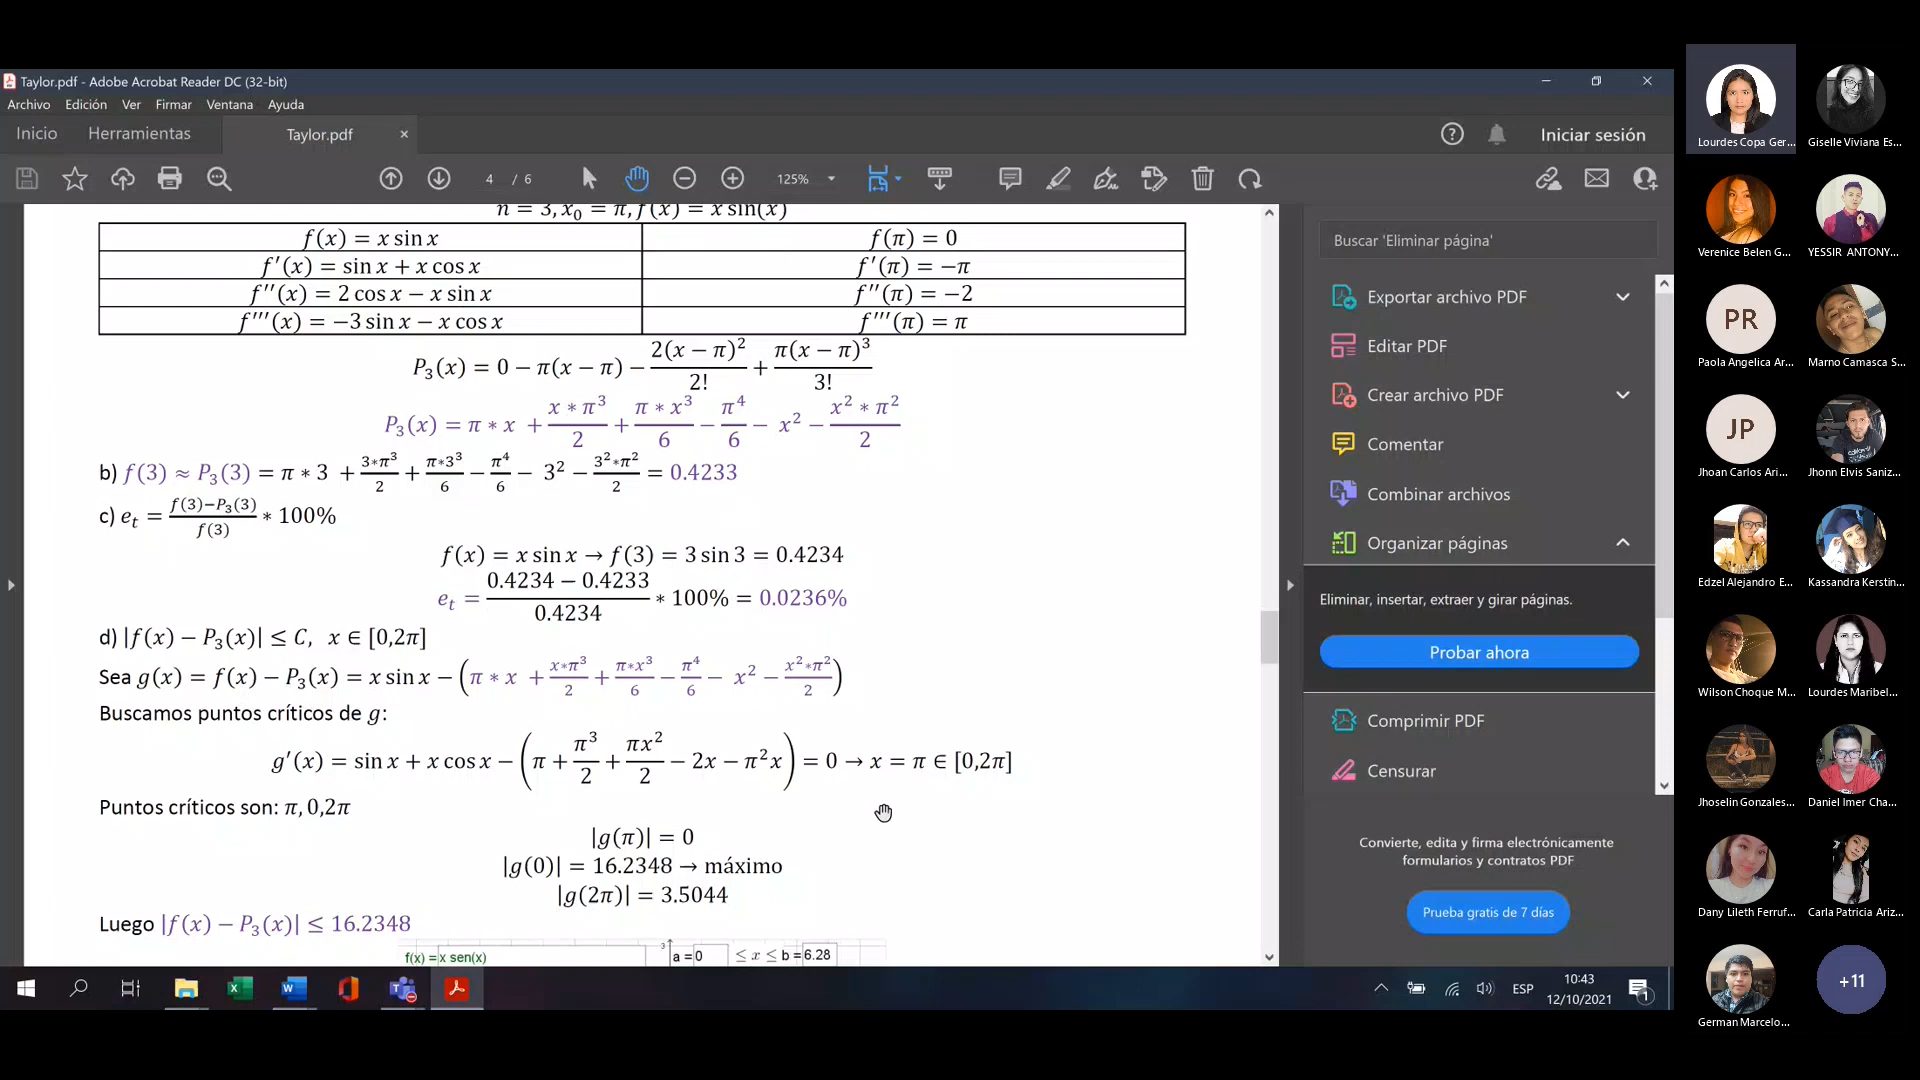 Taylor.pdf - Adobe Acrobat Reader DC (32-bit)
Archivo Edición Ver Firmar Ventana Ayuda
Inicio Herramientas Taylor.pdf × Iniciar sesión
4 / 6 125%
n = 3, x₀ = π, f(x) = x sin(x)
f(x) = x sin x f(π) = 0
f′(x) = sin x + x cos x f′(π) = −π
f′′(x) = 2 cos x − x sin x f′′(π) = −2
f′′′(x) = −3 sin x − x cos x f′′′(π) = π
P₃(x) = 0 − π(x − π) − 2(x − π)²/2! + π(x − π)³/3!
P₃(x) = π * x + x * π³/2 + π * x³/6 − π⁴/6 − x² − x² * π²/2
b) f(3) ≈ P₃(3) = π * 3 + 3*π³/2 + π*3³/6 − π⁴/6 − 3² − 3²*π²/2 = 0.4233
c) eₜ = f(3)−P₃(3)/f(3) * 100%
f(x) = x sin x → f(3) = 3 sin 3 = 0.4234
eₜ = 0.4234 − 0.4233/0.4234 * 100% = 0.0236%
d) |f(x) − P₃(x)| ≤ C, x ∈ [0,2π]
Sea g(x) = f(x) − P₃(x) = x sin x − (π * x + x*π³/2 + π*x³/6 − π⁴/6 − x² − x²*π²/2)
Buscamos puntos críticos de g:
g′(x) = sin x + x cos x − (π + π³/2 + πx²/2 − 2x − π²x) = 0 → x = π ∈ [0,2π]
Puntos críticos son: π, 0,2π
|g(π)| = 0
|g(0)| = 16.2348 → máximo
|g(2π)| = 3.5044
Luego |f(x) − P₃(x)| ≤ 16.2348
f(x) = x sen(x) 3 a = 0 ≤ x ≤ b = 6.28
Buscar 'Eliminar página'
Exportar archivo PDF
Editar PDF
Crear archivo PDF
Comentar
Combinar archivos
Organizar páginas
Eliminar, insertar, extraer y girar páginas.
Probar ahora
Comprimir PDF
Censurar
Convierte, edita y firma electrónicamente
formularios y contratos PDF
Prueba gratis de 7 días
ESP
10:43
12/10/2021
1
Lourdes Copa Ger... Giselle Viviana Es...
Verenice Belen G... YESSIR ANTONY...
PR
Paola Angelica Ar... Marno Camasca S...
JP
Jhoan Carlos Ari... Jhonn Elvis Saniz...
Edzel Alejandro E... Kassandra Kerstin...
Wilson Choque M... Lourdes Maribel...
Jhoselin Gonzales... Daniel Imer Cha...
Dany Lileth Ferruf... Carla Patricia Ariz...
+11
German Marcelo...